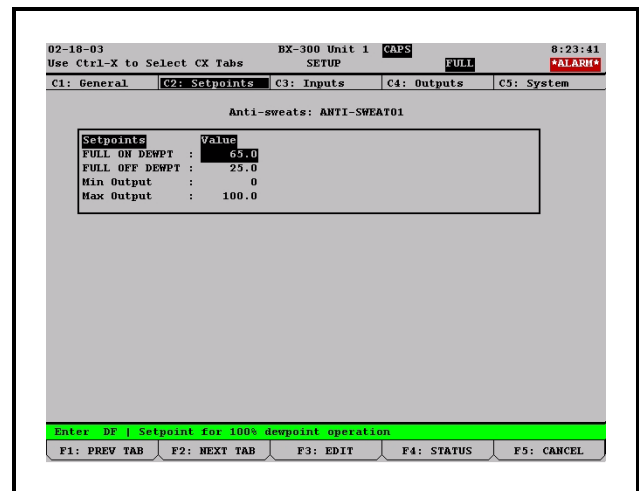 02-18-03 BX-300 Unit 1 CAPS 8:23:41
Use Ctrl-X to Select CX Tabs SETUP FULL *ALARM*
C1: General C2: Setpoints C3: Inputs C4: Outputs C5: System
Anti-sweats: ANTI-SWEAT01
Setpoints Value
FULL ON DEWPT : 65.0
FULL OFF DEWPT : 25.0
Min Output : 0
Max Output : 100.0
Enter DF | Setpoint for 100% dewpoint operation
F1: PREV TAB F2: NEXT TAB F3: EDIT F4: STATUS F5: CANCEL